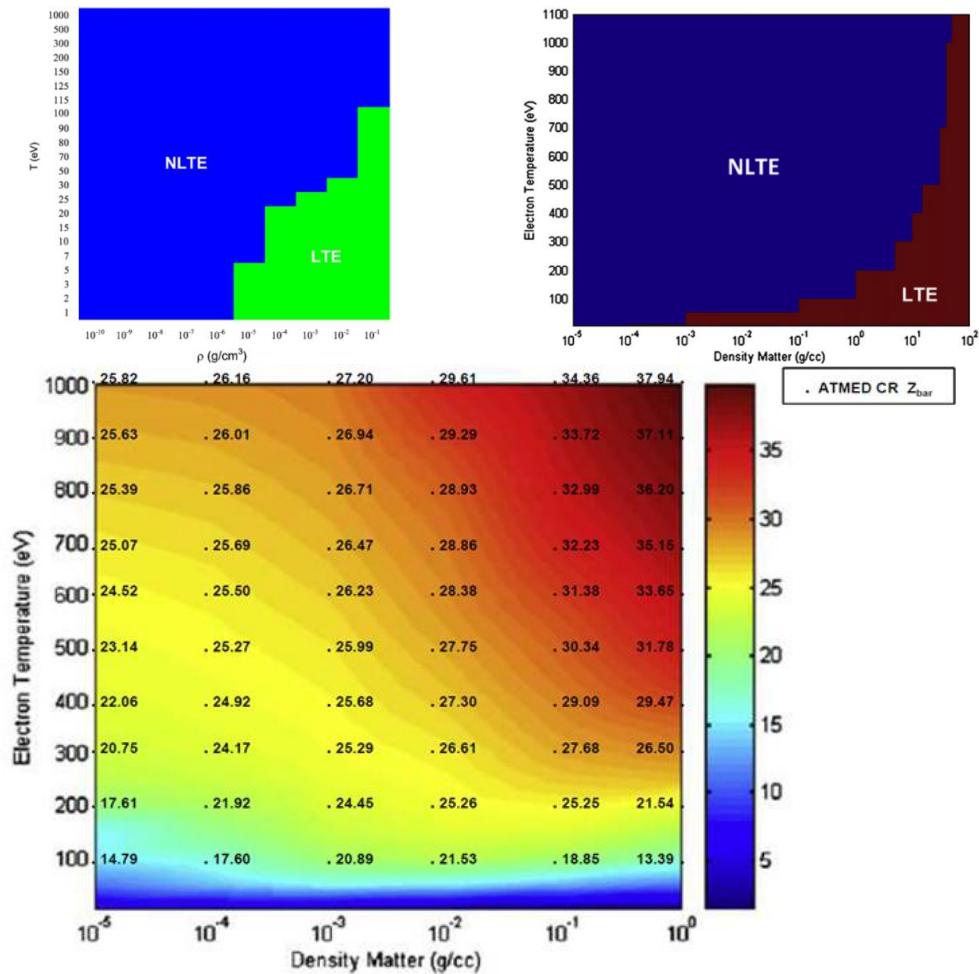 1000
500
300
200
150
125
115
100
90
80
70
50
30
25
20
15
10
7
5
3
2
1
T (eV)
NLTE
LTE
10⁻¹⁰ 10⁻⁹ 10⁻⁸ 10⁻⁷ 10⁻⁶ 10⁻⁵ 10⁻⁴ 10⁻³ 10⁻² 10⁻¹
ρ (g/cm³)
1100
1000
900
800
700
600
500
400
300
200
100
Electron Temperature (eV)
NLTE
LTE
10⁻⁵ 10⁻⁴ 10⁻³ 10⁻² 10⁻¹ 10⁰ 10¹ 10²
Density Matter (g/cc)
. ATMED CR Z_bar
1000 25.82 .26.16 .27.20 .29.61 .34.36 37.94
900 25.63 .26.01 .26.94 .29.29 .33.72 37.11
800 25.39 .25.86 .26.71 .28.93 .32.99 36.20
700 25.07 .25.69 .26.47 .28.86 .32.23 35.15
600 24.52 .25.50 .26.23 .28.38 .31.38 33.65
500 23.14 .25.27 .25.99 .27.75 .30.34 31.78
400 22.06 .24.92 .25.68 .27.30 .29.09 29.47
300 20.75 .24.17 .25.29 .26.61 .27.68 26.50
200 17.61 .21.92 .24.45 .25.26 .25.25 21.54
100 14.79 .17.60 .20.89 .21.53 .18.85 13.39
Electron Temperature (eV)
10⁻⁵ 10⁻⁴ 10⁻³ 10⁻² 10⁻¹ 10⁰
Density Matter (g/cc)
35
30
25
20
15
10
5